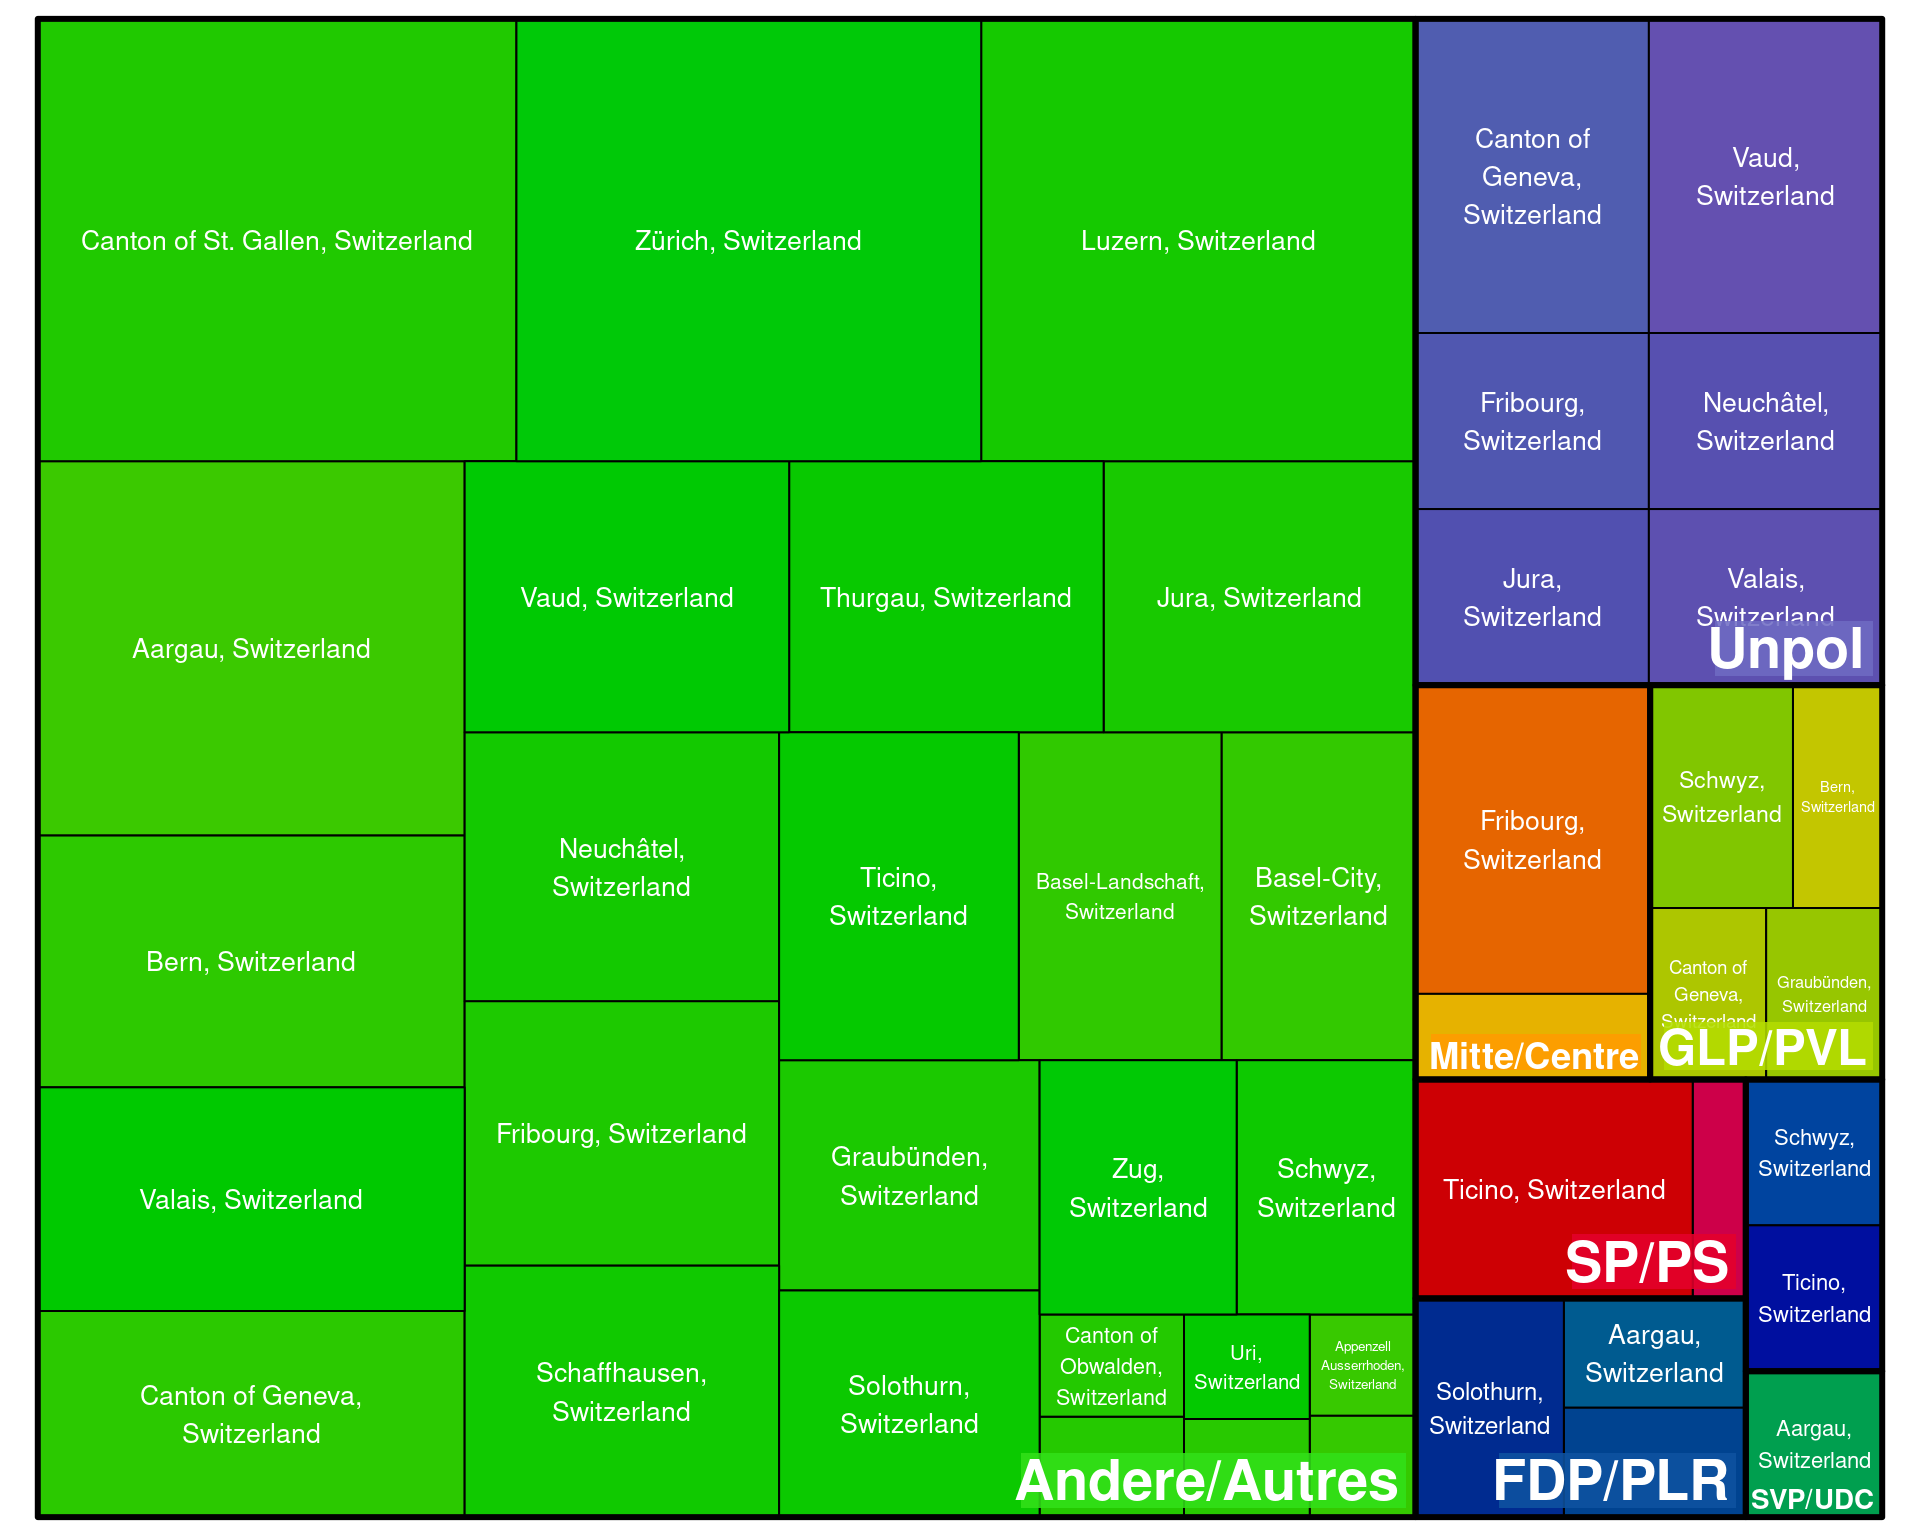 Canton of St. Gallen, Switzerland
Zürich, Switzerland
Luzern, Switzerland
Aargau, Switzerland
Vaud, Switzerland
Thurgau, Switzerland
Jura, Switzerland
Bern, Switzerland
Neuchâtel,
Switzerland
Ticino,
Switzerland
Basel-Landschaft,
Switzerland
Basel-City,
Switzerland
Valais, Switzerland
Fribourg, Switzerland
Graubünden,
Switzerland
Zug,
Switzerland
Schwyz,
Switzerland
Canton of Geneva,
Switzerland
Schaffhausen,
Switzerland
Solothurn,
Switzerland
Canton of
Obwalden,
Switzerland
Uri,
Switzerland
Appenzell
Ausserrhoden,
Switzerland
Andere/Autres
Canton of
Geneva,
Switzerland
Vaud,
Switzerland
Fribourg,
Switzerland
Neuchâtel,
Switzerland
Jura,
Switzerland
Valais,
Switzerland
Unpol
Fribourg,
Switzerland
Mitte/Centre
Schwyz,
Switzerland
Bern,
Switzerland
Canton of
Geneva,
Switzerland
Graubünden,
Switzerland
GLP/PVL
Ticino, Switzerland
SP/PS
Schwyz,
Switzerland
Ticino,
Switzerland
Solothurn,
Switzerland
Aargau,
Switzerland
FDP/PLR
Aargau,
Switzerland
SVP/UDC